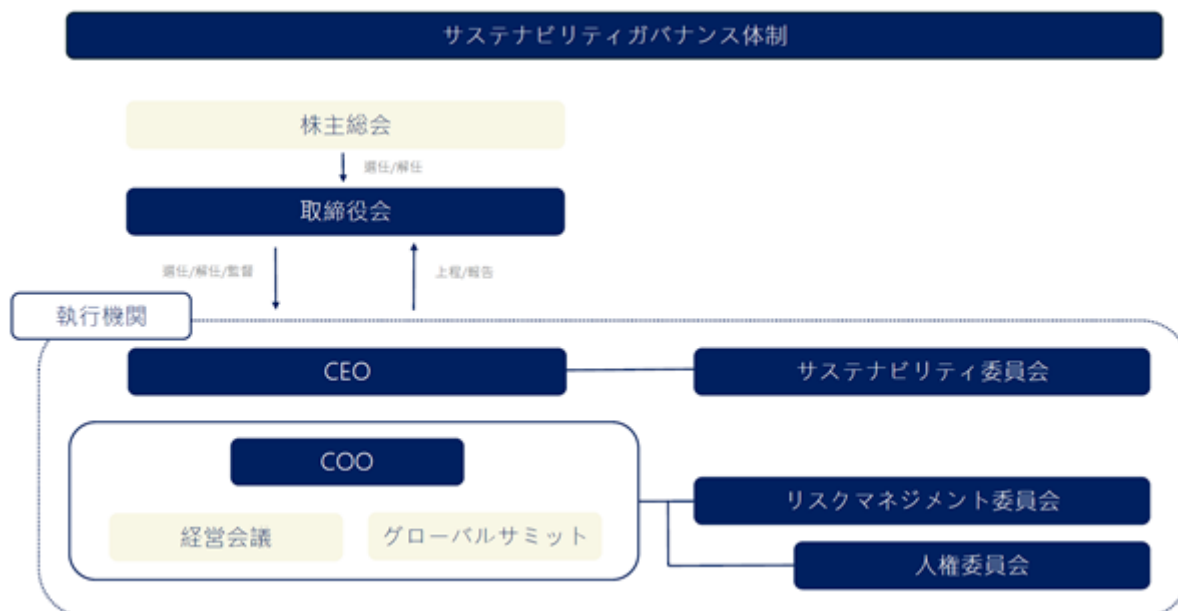 サステナビリティガバナンス体制
株主総会
選任/解任
取締役会
選任/解任/監督
上程/報告
執行機関
CEO
サステナビリティ委員会
COO
経営会議
グローバルサミット
リスクマネジメント委員会
人権委員会